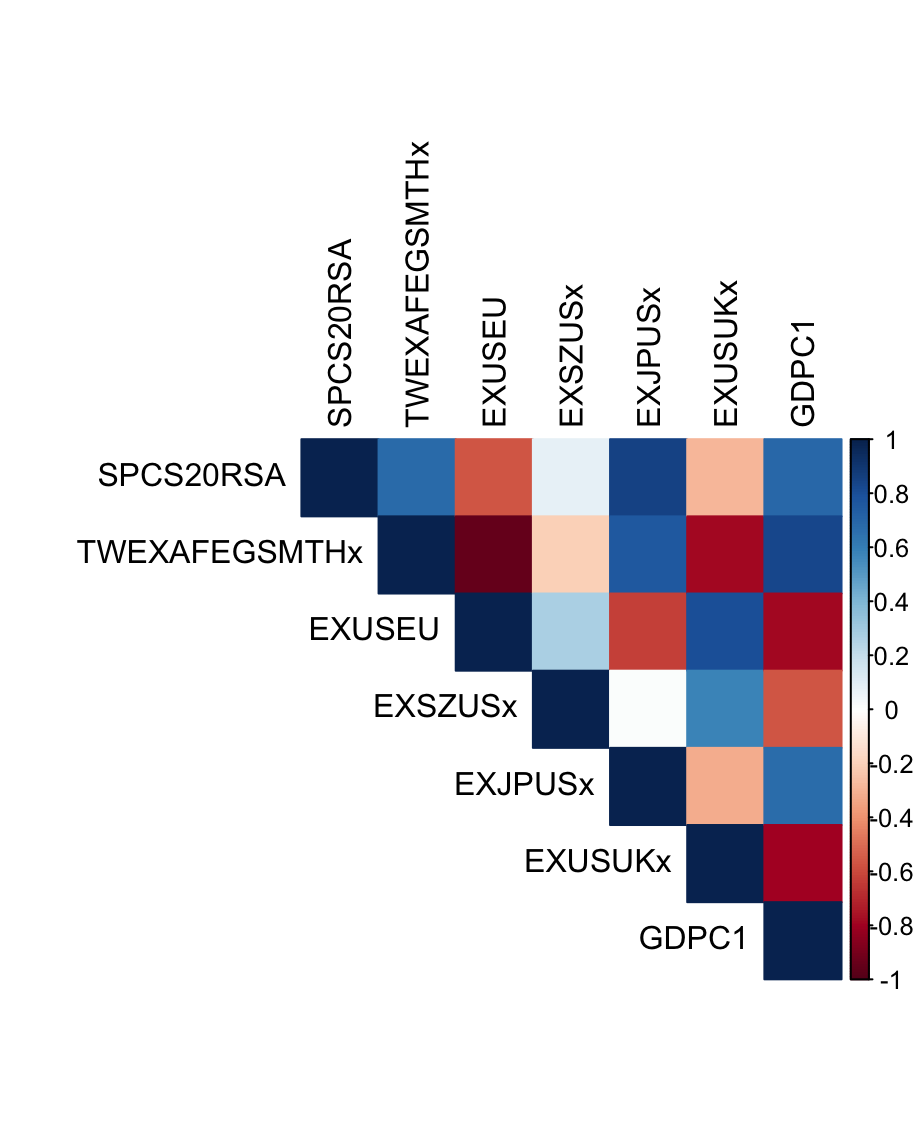 SPCS20RSA
TWEXAFEGSMTHx
EXUSEU
EXSZUSx
EXJPUSx
EXUSUKx
GDPC1
SPCS20RSA
TWEXAFEGSMTHx
EXUSEU
EXSZUSx
EXJPUSx
EXUSUKx
GDPC1
1
0.8
0.6
0.4
0.2
0
-0.2
-0.4
-0.6
-0.8
-1